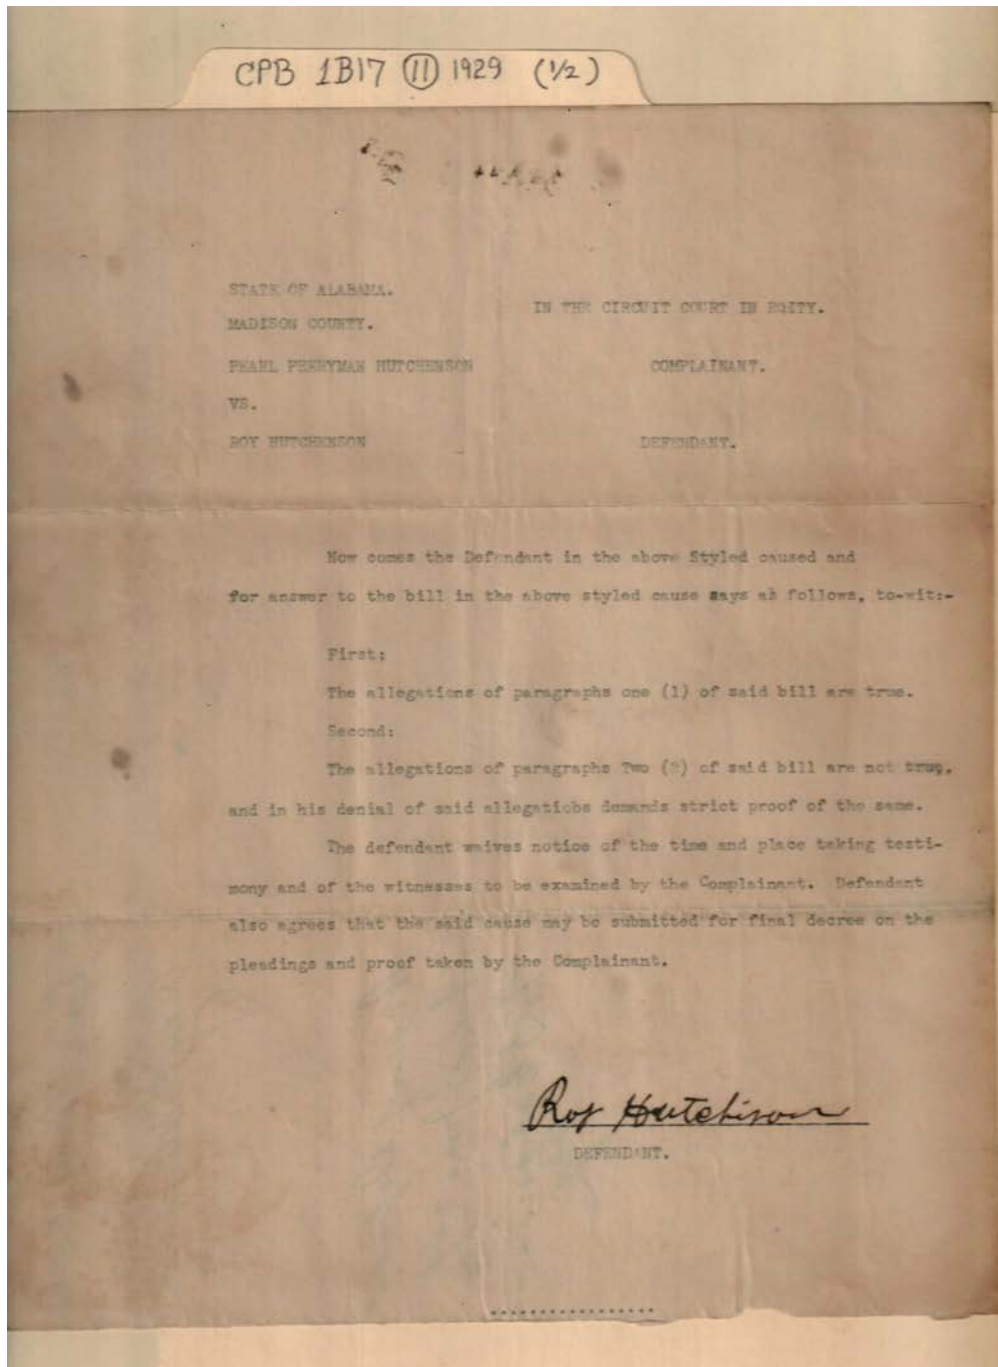 CPB 1B17 (11) 1929 (1/2)
STATE OF ALABAMA.
IN THE CIRCUIT COURT IN EQITY.
MADISON COUNTY.
PEARL PERRYMAN HUTCHENSON COMPLAINANT.
VS.
ROY HUTCHENSON DEFENDANT.
Now comes the Defendant in the above Styled caused and
for answer to the bill in the above styled cause says as follows, to-wit:-
First:
The allegations of paragraphs one (1) of said bill are true.
Second:
The allegations of paragraphs Two (2) of said bill are not true,
and in his denial of said allegatiobs demands strict proof of the same.
The defendant waives notice of the time and place taking testi-
mony and of the witnesses to be examined by the Complainant. Defendant
also agrees that the said cause may be submitted for final decree on the
pleadings and proof taken by the Complainant.
Roy Hutchison
DEFENDANT.